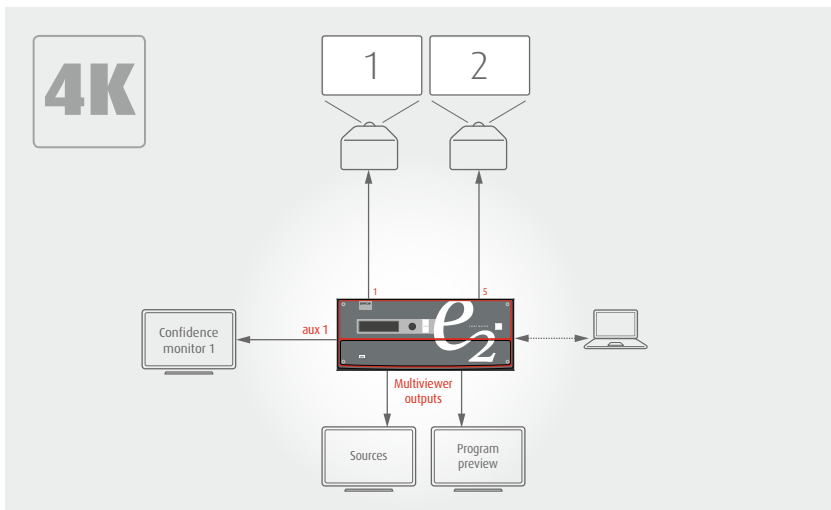 4K
1
2
1
5
e2
aux 1
Confidence
monitor 1
Multiviewer
outputs
Sources
Program
preview